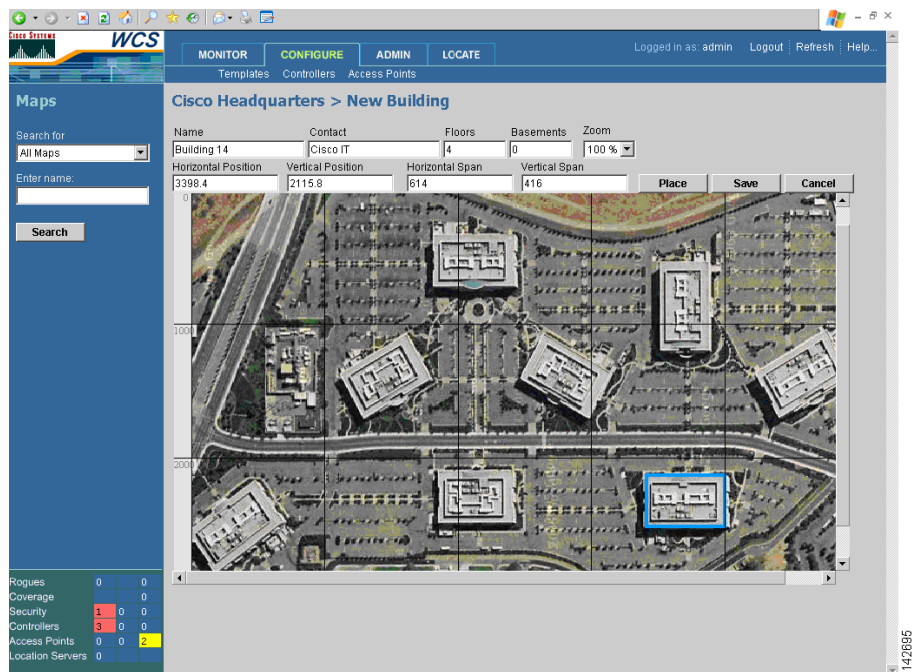 CISCO SYSTEMS
WCS
MONITOR CONFIGURE ADMIN LOCATE
Logged in as: admin Logout Refresh Help...
Templates Controllers Access Points
Maps
Search for
All Maps
Enter name:
Search
Cisco Headquarters > New Building
Name Contact Floors Basements Zoom
Building 14 Cisco IT 4 0 100 %
Horizontal Position Vertical Position Horizontal Span Vertical Span
3398.4 2115.8 614 416 Place Save Cancel
0
1000
2000
Rogues 0 0
Coverage 0
Security 1 0 0
Controllers 3 0 0
Access Points 0 0 2
Location Servers 0
142695